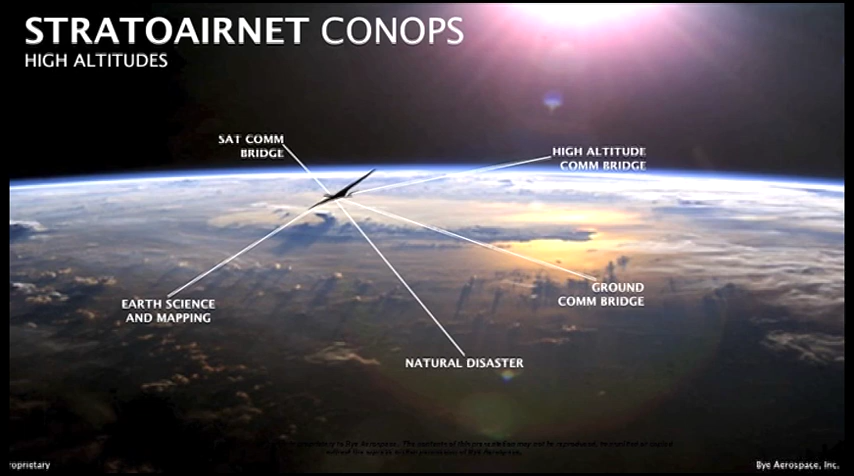 STRATOAIRNET CONOPS
HIGH ALTITUDES
SAT COMM
BRIDGE
HIGH ALTITUDE
COMM BRIDGE
GROUND
COMM BRIDGE
EARTH SCIENCE
AND MAPPING
NATURAL DISASTER
oprietary
Bye Aerospace, Inc.